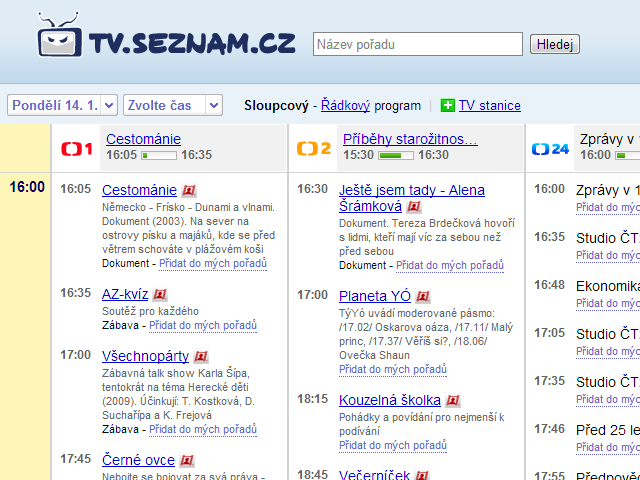 TV.SEZNAM.CZ
Název pořadu
Hledej
Pondělí 14. 1.
Zvolte čas
Sloupcový - Řádkový program | TV stanice
1
Cestománie
16:05 16:35
2
Příběhy starožitnos…
15:30 16:30
24
Zprávy v 1
16:00
16:00
16:05 Cestománie
Německo - Frísko - Dunami a vlnami.
Dokument (2003). Na sever na
ostrovy písku a majáků, kde se před
větrem schováte v plážovém koši
Dokument - Přidat do mých pořadů
16:35 AZ-kvíz
Soutěž pro každého
Zábava - Přidat do mých pořadů
17:00 Všechnopárty
Zábavná talk show Karla Šípa,
tentokrát na téma Herecké děti
(2009). Účinkují: T. Kostková, D.
Suchařípa a K. Frejová
Zábava - Přidat do mých pořadů
17:45 Černé ovce
Nebojte se bojovat za svá práva -
16:30 Ještě jsem tady - Alena
Šrámková
Dokument. Tereza Brdečková hovoří
s lidmi, kteří mají víc za sebou než
před sebou
Dokument - Přidat do mých pořadů
17:00 Planeta YÓ
TýYó uvádí moderované pásmo:
/17.02/ Oskarova oáza, /17.11/ Malý
princ, /17.37/ Věříš si?, /18.06/
Ovečka Shaun
Přidat do mých pořadů
18:15 Kouzelná školka
Pohádky a povídání pro nejmenší k
podívání
Přidat do mých pořadů
18:45 Večerníček
16:00 Zprávy v 1
Přidat do mýc
16:35 Studio ČT
Přidat do mýc
16:48 Ekonomika
Přidat do mýc
17:05 Studio ČT
Přidat do mýc
17:35 Studio ČT
Přidat do mýc
17:46 Před 25 le
Přidat do mýc
17:55 Předpově